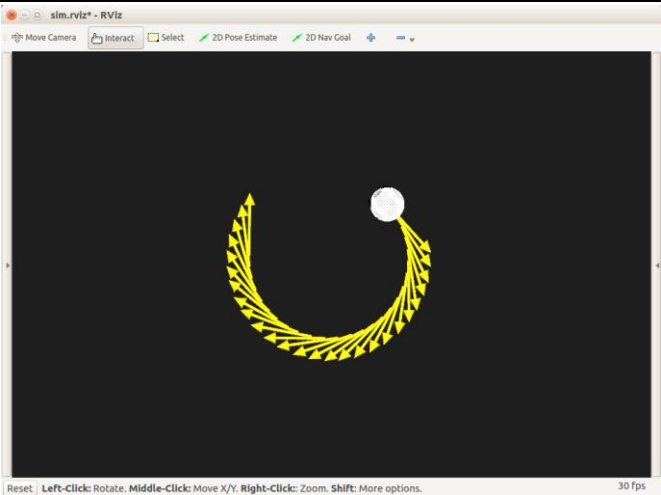 sim.rviz* - RViz
Move Camera Interact Select 2D Pose Estimate 2D Nav Goal
Reset Left-Click: Rotate. Middle-Click: Move X/Y. Right-Click:: Zoom. Shift: More options. 30 fps